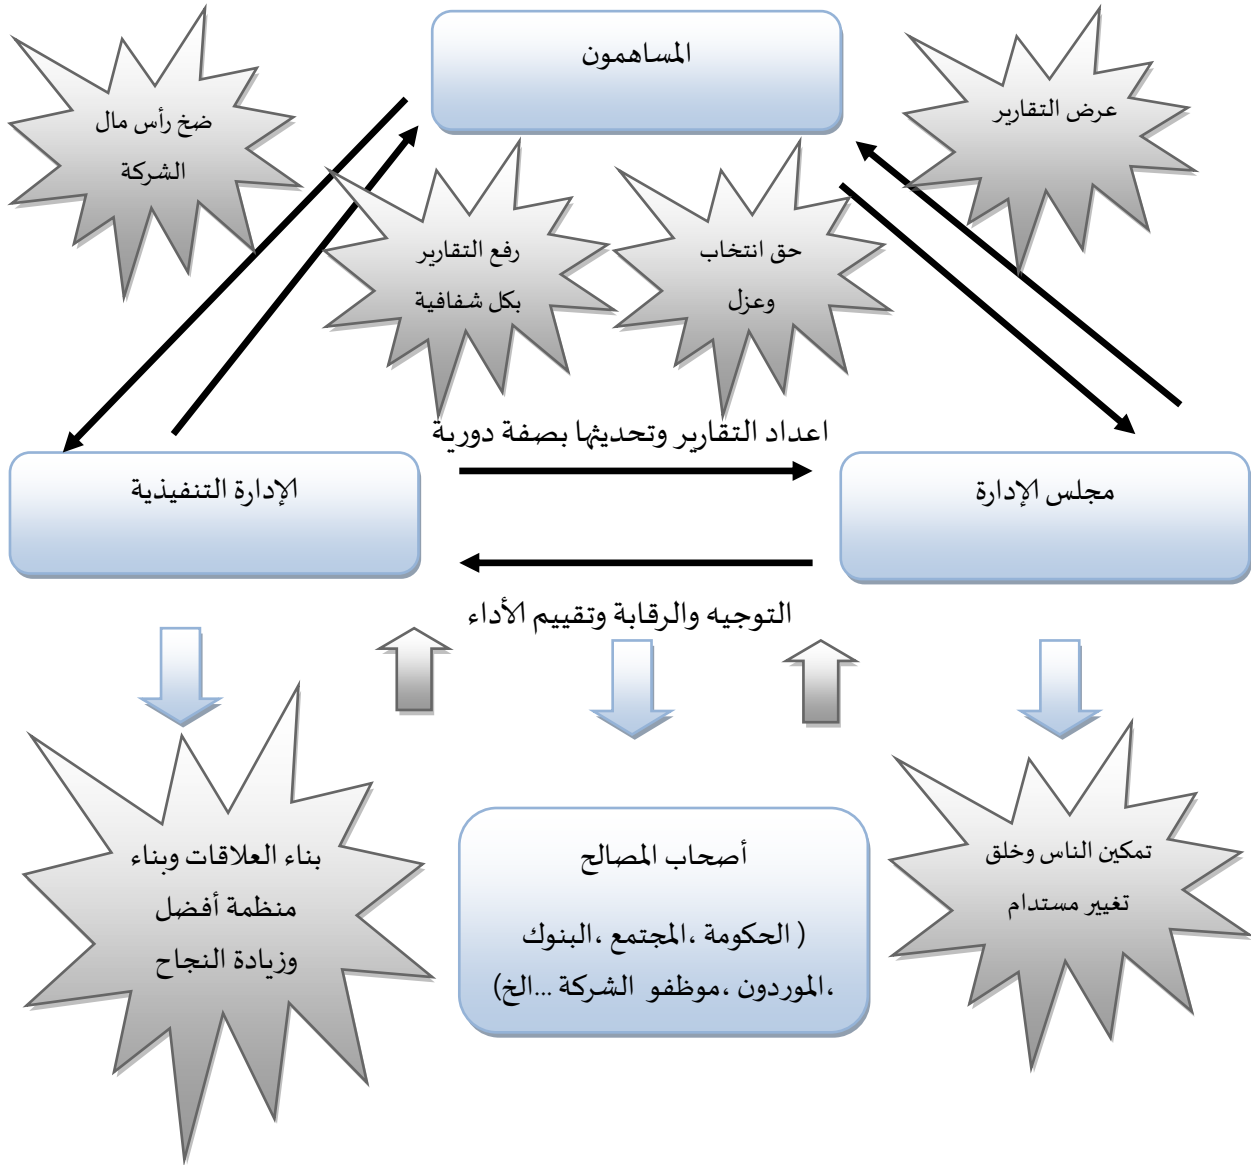 المساهمون
عرض التقارير
ضخ رأس مال
الشركة
حق انتخاب
وعزل
رفع التقارير
بكل شفافية
اعداد التقارير وتحديثها بصفة دورية
مجلس الإدارة
الإدارة التنفيذية
التوجيه والرقابة وتقييم الأداء
تمكين الناس وخلق
تغيير مستدام
أصحاب المصالح
( الحكومة ،المجتمع ،البنوك
،الموردون ،موظفو الشركة ...الخ)
بناء العلاقات وبناء
منظمة أفضل
وزيادة النجاح